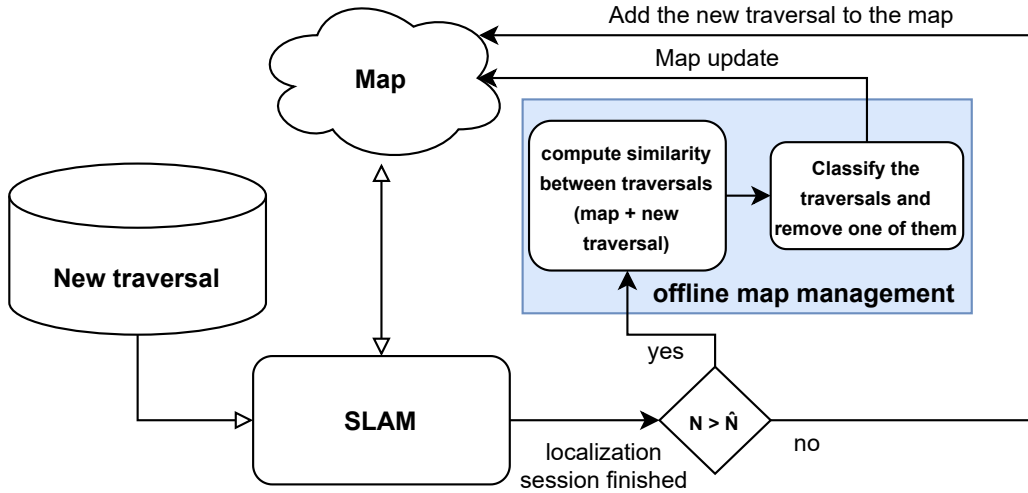 Add the new traversal to the map
Map
Map update
compute similarity
between traversals
(map + new
traversal)
Classify the
traversals and
remove one of them
New traversal
offline map management
yes
SLAM
N > N̂
no
localization
session finished